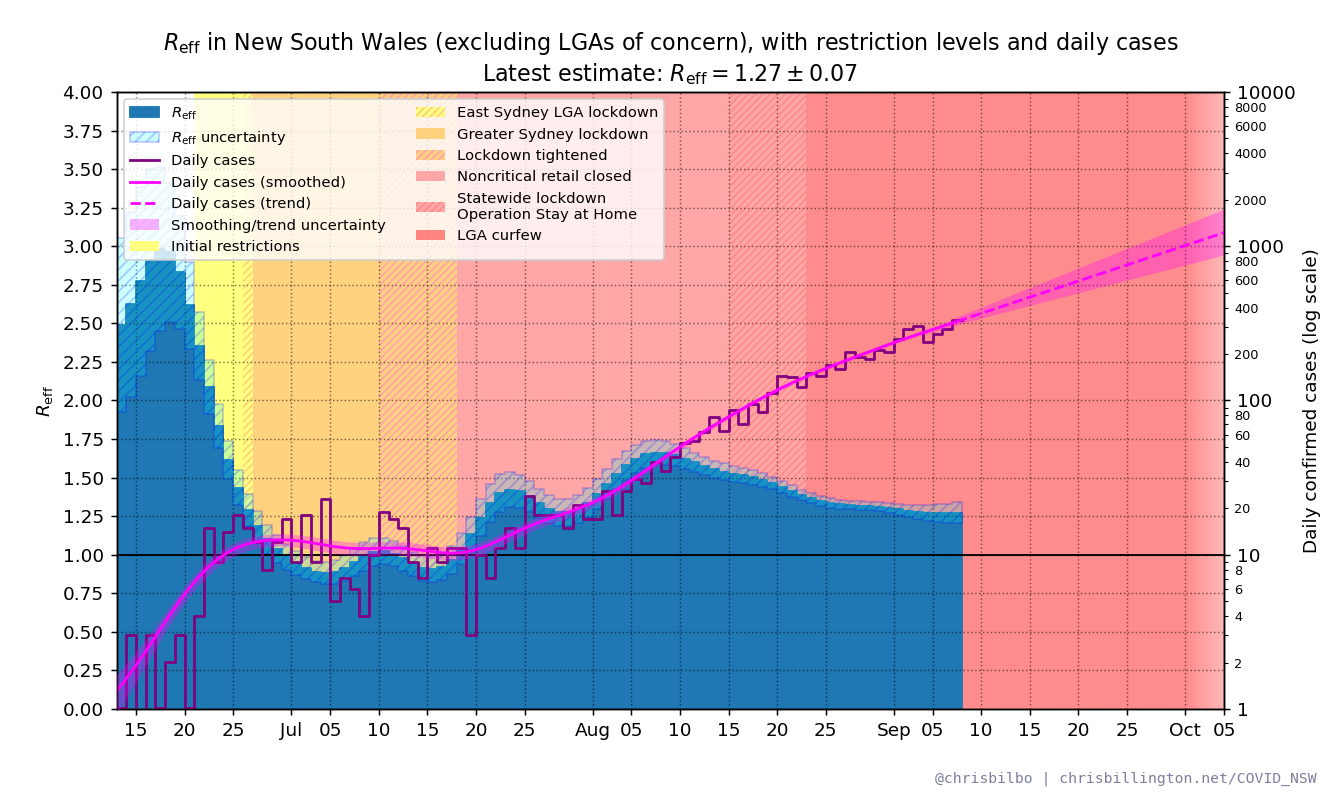 Reff in New South Wales (excluding LGAs of concern), with restriction levels and daily cases
Latest estimate: Reff = 1.27 ± 0.07
Reff
Reff uncertainty
Daily cases
Daily cases (smoothed)
Daily cases (trend)
Smoothing/trend uncertainty
Initial restrictions
East Sydney LGA lockdown
Greater Sydney lockdown
Lockdown tightened
Noncritical retail closed
Statewide lockdown
Operation Stay at Home
LGA curfew
Reff
4.00
3.75
3.50
3.25
3.00
2.75
2.50
2.25
2.00
1.75
1.50
1.25
1.00
0.75
0.50
0.25
0.00
10000
8000
6000
4000
2000
1000
800
600
400
200
100
80
60
40
20
10
8
6
4
2
1
Daily confirmed cases (log scale)
15 20 25 Jul 05 10 15 20 25 Aug 05 10 15 20 25 Sep 05 10 15 20 25 Oct 05
@chrisbilbo | chrisbillington.net/COVID_NSW